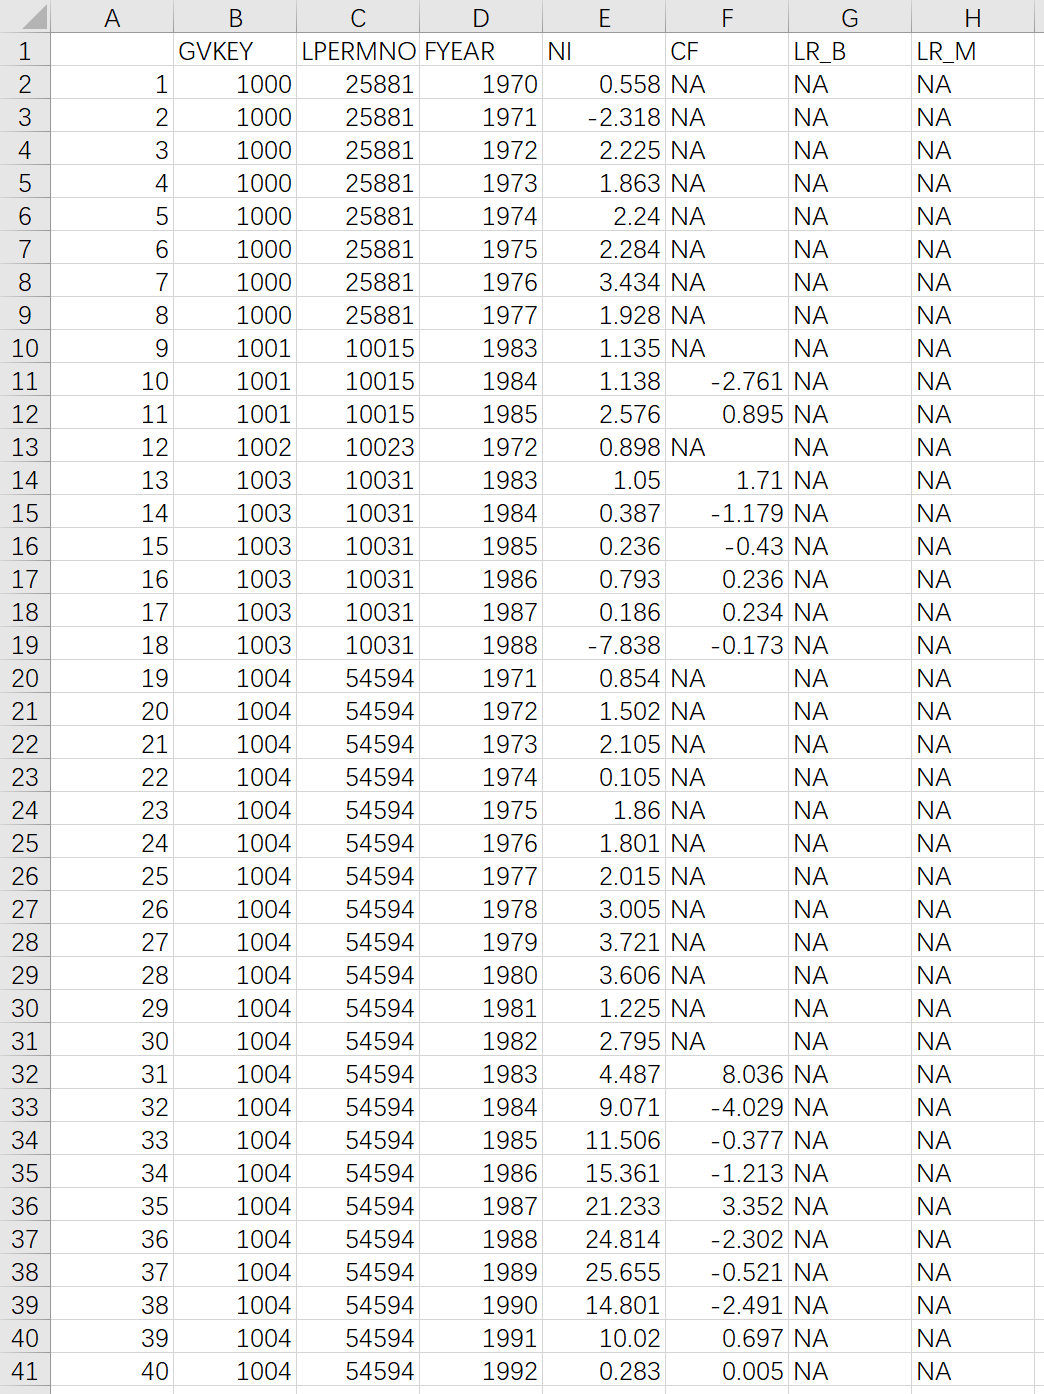 A B C D E F G H
1 GVKEY LPERMNO FYEAR NI CF LR_B LR_M
2 1 1000 25881 1970 0.558 NA NA NA
3 2 1000 25881 1971 -2.318 NA NA NA
4 3 1000 25881 1972 2.225 NA NA NA
5 4 1000 25881 1973 1.863 NA NA NA
6 5 1000 25881 1974 2.24 NA NA NA
7 6 1000 25881 1975 2.284 NA NA NA
8 7 1000 25881 1976 3.434 NA NA NA
9 8 1000 25881 1977 1.928 NA NA NA
10 9 1001 10015 1983 1.135 NA NA NA
11 10 1001 10015 1984 1.138 -2.761 NA NA
12 11 1001 10015 1985 2.576 0.895 NA NA
13 12 1002 10023 1972 0.898 NA NA NA
14 13 1003 10031 1983 1.05 1.71 NA NA
15 14 1003 10031 1984 0.387 -1.179 NA NA
16 15 1003 10031 1985 0.236 -0.43 NA NA
17 16 1003 10031 1986 0.793 0.236 NA NA
18 17 1003 10031 1987 0.186 0.234 NA NA
19 18 1003 10031 1988 -7.838 -0.173 NA NA
20 19 1004 54594 1971 0.854 NA NA NA
21 20 1004 54594 1972 1.502 NA NA NA
22 21 1004 54594 1973 2.105 NA NA NA
23 22 1004 54594 1974 0.105 NA NA NA
24 23 1004 54594 1975 1.86 NA NA NA
25 24 1004 54594 1976 1.801 NA NA NA
26 25 1004 54594 1977 2.015 NA NA NA
27 26 1004 54594 1978 3.005 NA NA NA
28 27 1004 54594 1979 3.721 NA NA NA
29 28 1004 54594 1980 3.606 NA NA NA
30 29 1004 54594 1981 1.225 NA NA NA
31 30 1004 54594 1982 2.795 NA NA NA
32 31 1004 54594 1983 4.487 8.036 NA NA
33 32 1004 54594 1984 9.071 -4.029 NA NA
34 33 1004 54594 1985 11.506 -0.377 NA NA
35 34 1004 54594 1986 15.361 -1.213 NA NA
36 35 1004 54594 1987 21.233 3.352 NA NA
37 36 1004 54594 1988 24.814 -2.302 NA NA
38 37 1004 54594 1989 25.655 -0.521 NA NA
39 38 1004 54594 1990 14.801 -2.491 NA NA
40 39 1004 54594 1991 10.02 0.697 NA NA
41 40 1004 54594 1992 0.283 0.005 NA NA